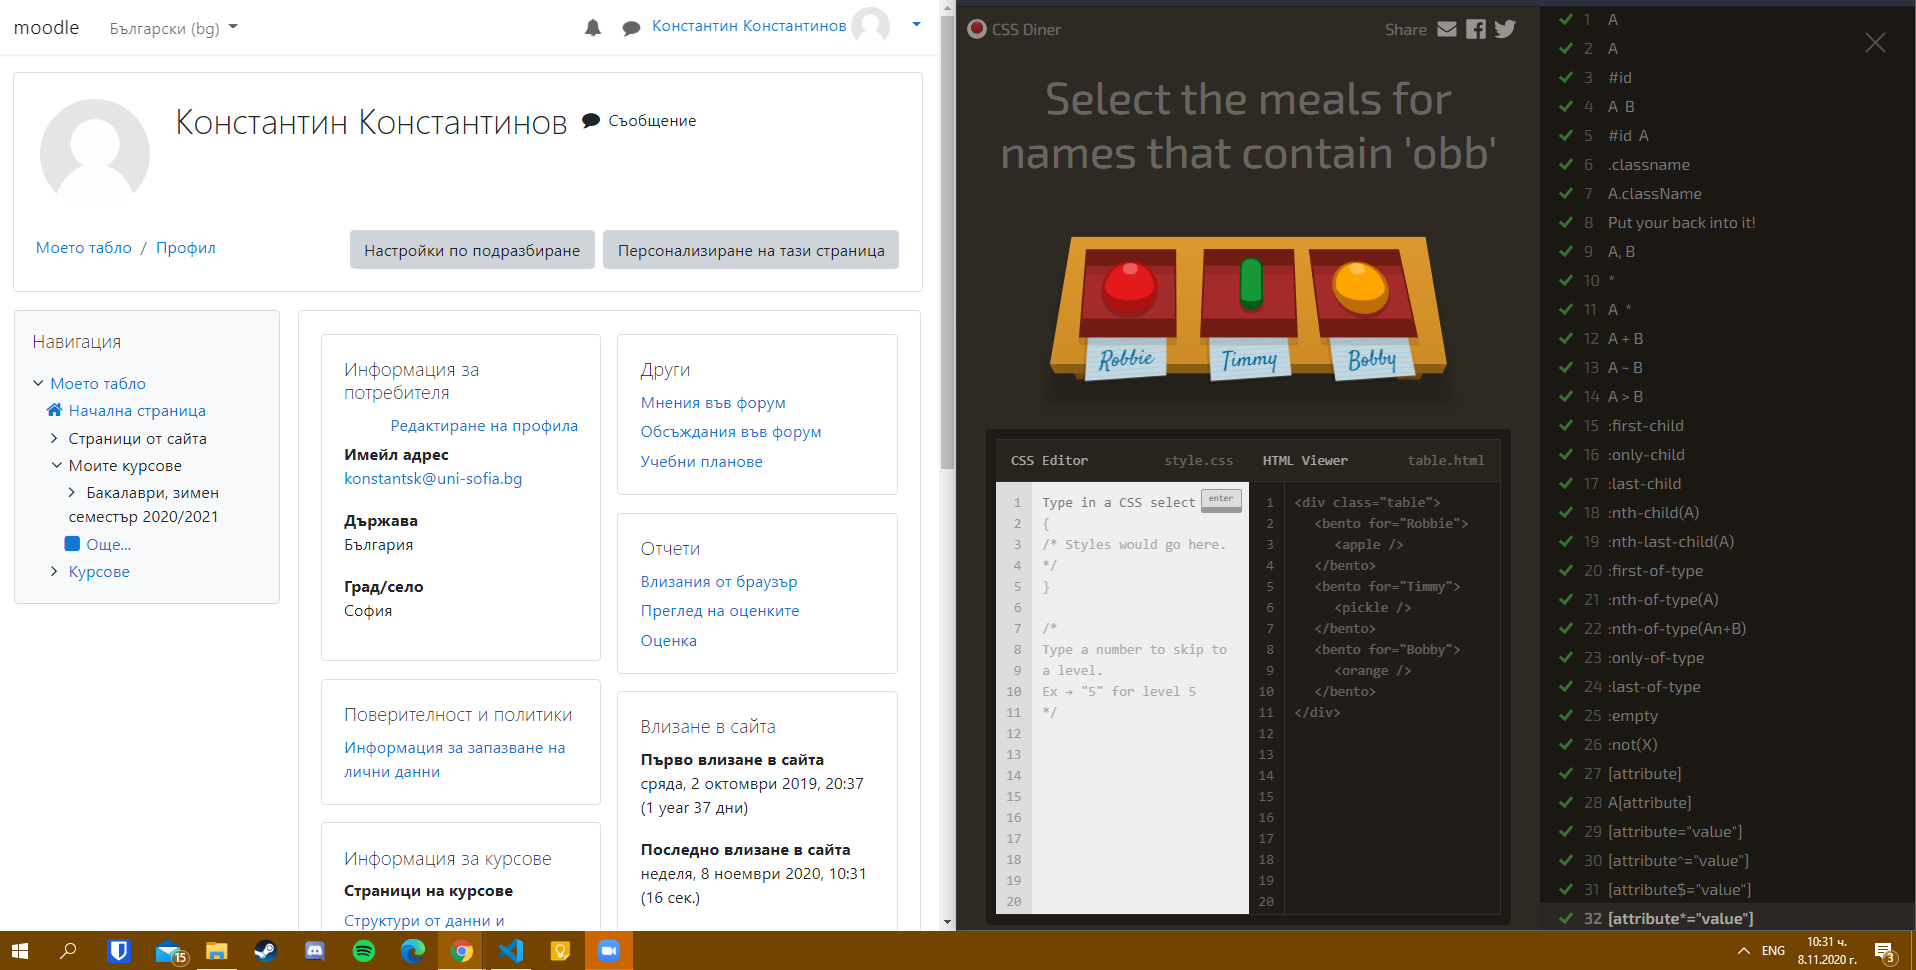 moodle
Български (bg)
Константин Константинов
Константин Константинов
Съобщение
Моето табло / Профил
Настройки по подразбиране
Персонализиране на тази страница
Навигация
Моето табло
Начална страница
Страници от сайта
Моите курсове
Бакалаври, зимен
семестър 2020/2021
Още...
Курсове
Информация за
потребителя
Редактиране на профила
Имейл адрес
konstantsk@uni-sofia.bg
Държава
България
Град/село
София
Поверителност и политики
Информация за запазване на
лични данни
Информация за курсове
Страници на курсове
Структури от данни и
Други
Мнения във форум
Обсъждания във форум
Учебни планове
Отчети
Влизания от браузър
Преглед на оценките
Оценка
Влизане в сайта
Първо влизане в сайта
сряда, 2 октомври 2019, 20:37
(1 year 37 дни)
Последно влизане в сайта
неделя, 8 ноември 2020, 10:31
(16 сек.)
CSS Diner
Share
Select the meals for
names that contain 'obb'
Robbie
Timmy
Bobby
CSS Editor
style.css
1 Type in a CSS select
enter
2 {
3 /* Styles would go here.
4 */
5 }
6
7 /*
8 Type a number to skip to
9 a level.
10 Ex → "5" for level 5
11 */
12
13
14
15
16
17
18
19
20
HTML Viewer
table.html
1 <div class="table">
2 <bento for="Robbie">
3 <apple />
4 </bento>
5 <bento for="Timmy">
6 <pickle />
7 </bento>
8 <bento for="Bobby">
9 <orange />
10 </bento>
11 </div>
12
13
14
15
16
17
18
19
20
1 A
2 A
3 #id
4 A B
5 #id A
6 .classname
7 A.className
8 Put your back into it!
9 A, B
10 *
11 A *
12 A + B
13 A ~ B
14 A > B
15 :first-child
16 :only-child
17 :last-child
18 :nth-child(A)
19 :nth-last-child(A)
20 :first-of-type
21 :nth-of-type(A)
22 :nth-of-type(An+B)
23 :only-of-type
24 :last-of-type
25 :empty
26 :not(X)
27 [attribute]
28 A[attribute]
29 [attribute="value"]
30 [attribute^="value"]
31 [attribute$="value"]
32 [attribute*="value"]
15
ENG
10:31 ч.
8.11.2020 г.
3